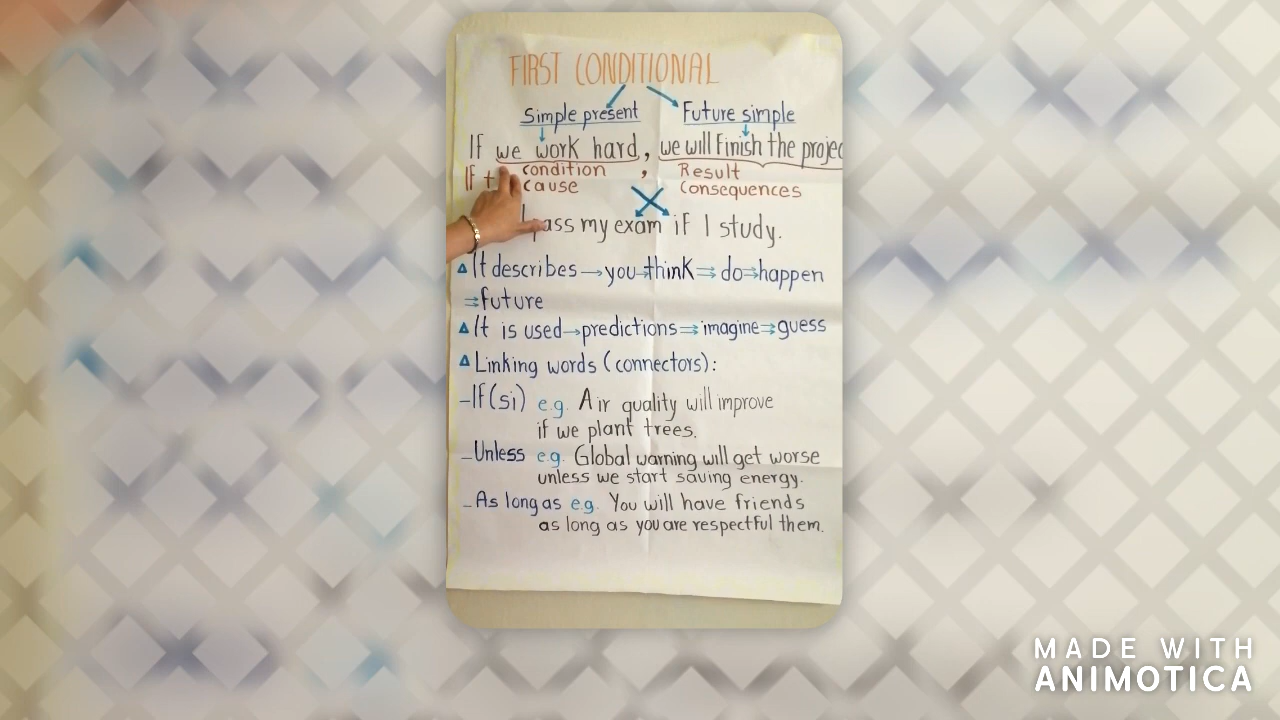 FIRST CONDITIONAL
Simple present Future simple
If we work hard, we will finish the projec
If + condition , Result
cause Consequences
pass my exam if I study.
It describes → you → think ⇒ do ⇒ happen
⇒ future
It is used → predictions ⇒ imagine ⇒ guess
Linking words (connectors):
- If (si) e.g. Air quality will improve
if we plant trees.
- Unless e.g. Global warning will get worse
unless we start saving energy.
- As long as e.g. You will have friends
as long as you are respectful them.
MADE WITH
ANIMOTICA